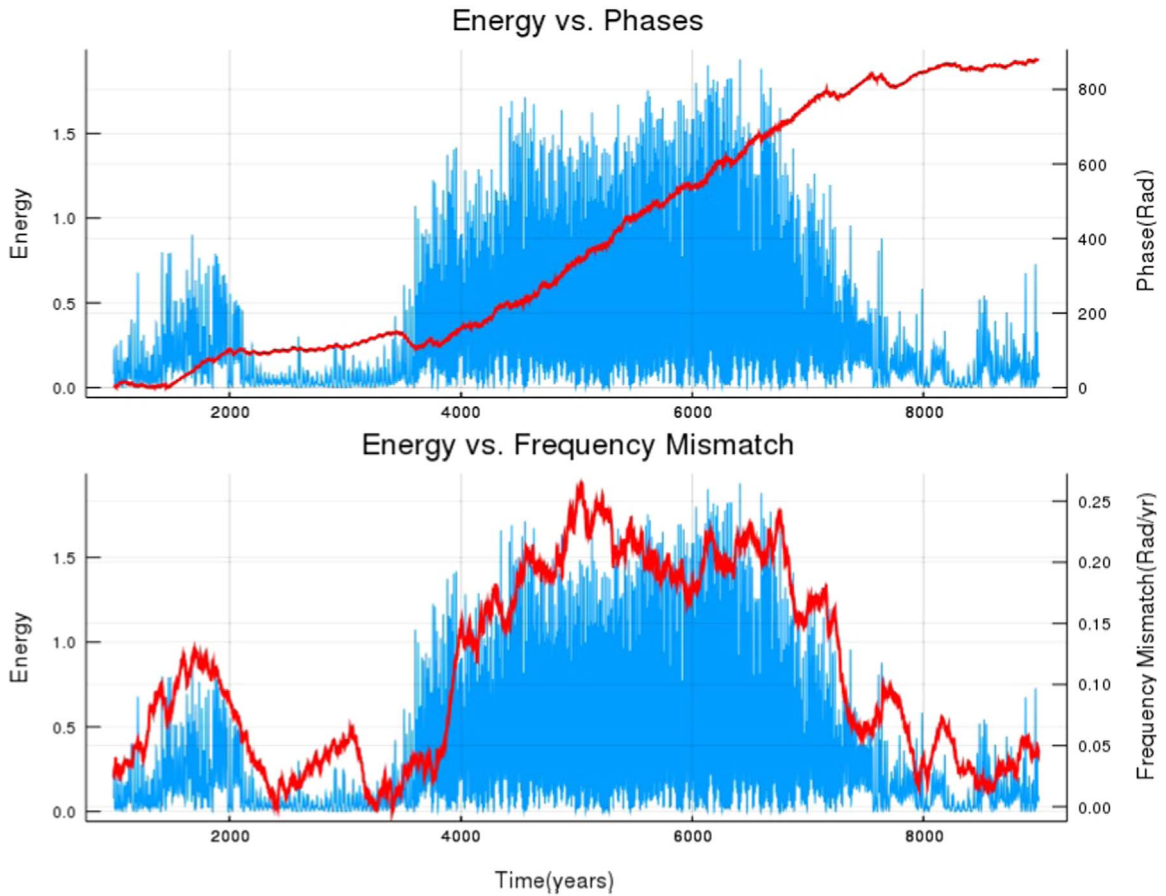 Energy vs. Phases
Energy
1.5
1.0
0.5
0.0
800
600
400
200
0
Phase(Rad)
2000 4000 6000 8000
Energy vs. Frequency Mismatch
Energy
1.5
1.0
0.5
0.0
0.25
0.20
0.15
0.10
0.05
0.00
Frequency Mismatch(Rad/yr)
2000 4000 6000 8000
Time(years)